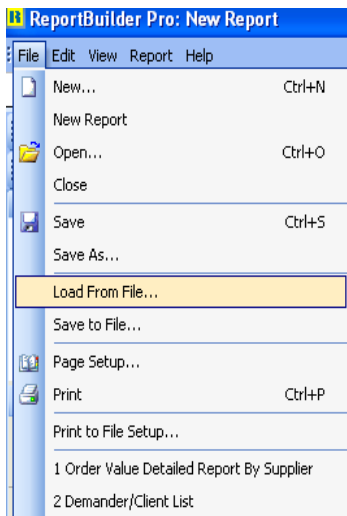 ReportBuilder Pro: New Report
File Edit View Report Help
New... Ctrl+N
New Report
Open... Ctrl+O
Close
Save Ctrl+S
Save As...
Load From File...
Save to File...
Page Setup...
Print Ctrl+P
Print to File Setup...
1 Order Value Detailed Report By Supplier
2 Demander/Client List